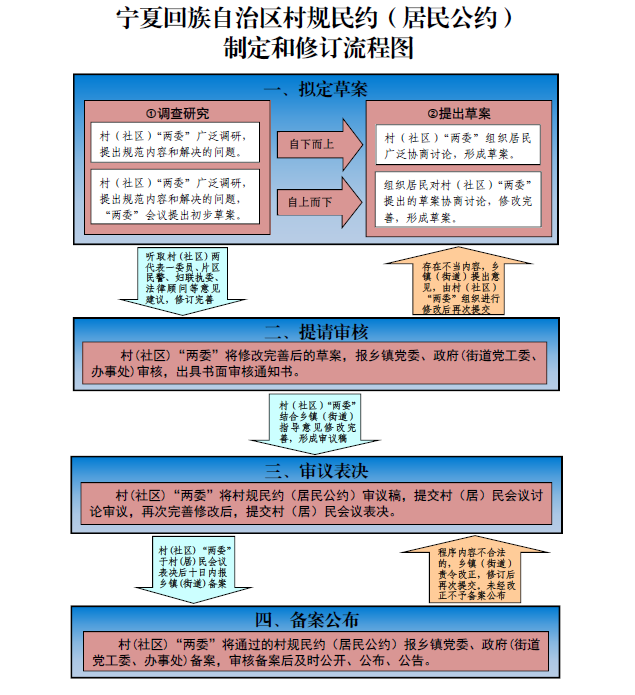 宁夏回族自治区村规民约（居民公约）
制定和修订流程图
一、拟定草案
①调查研究
村（社区）“两委”广泛调研，
提出规范内容和解决的问题。
村（社区）“两委”广泛调研，
提出规范内容和解决的问题，
“两委”会议提出初步草案。
自下而上
自上而下
②提出草案
村（社区）“两委”组织居民
广泛协商讨论，形成草案。
组织居民对村（社区）“两委”
提出的草案协商讨论，修改完
善，形成草案。
听取村（社区）两
代表一委员、片区
民警、妇联执委、
法律顾问等意见
建议，修订完善
存在不当内容，乡
镇（街道）提出意
见，由村（社区）
“两委”组织进行
修改后再次提交
二、提请审核
村(社区)“两委”将修改完善后的草案，报乡镇党委、政府(街道党工委、
办事处)审核，出具书面审核通知书。
村（社区）“两委”
结合乡镇（街道）
指导意见修改完
善，形成审议稿
三、审议表决
村(社区)“两委”将村规民约（居民公约）审议稿，提交村（居）民会议讨
论审议，再次完善修改后，提交村（居）民会议表决。
村(社区)“两委”
于村(居)民会议
表决后十日内报
乡镇(街道)备案
程序内容不合法
的，乡镇（街道）
责令改正，修订后
再次提交，未经改
正不予备案公布
四、备案公布
村(社区)“两委”将通过的村规民约（居民公约）报乡镇党委、政府(街道
党工委、办事处)备案，审核备案后及时公开、公布、公告。